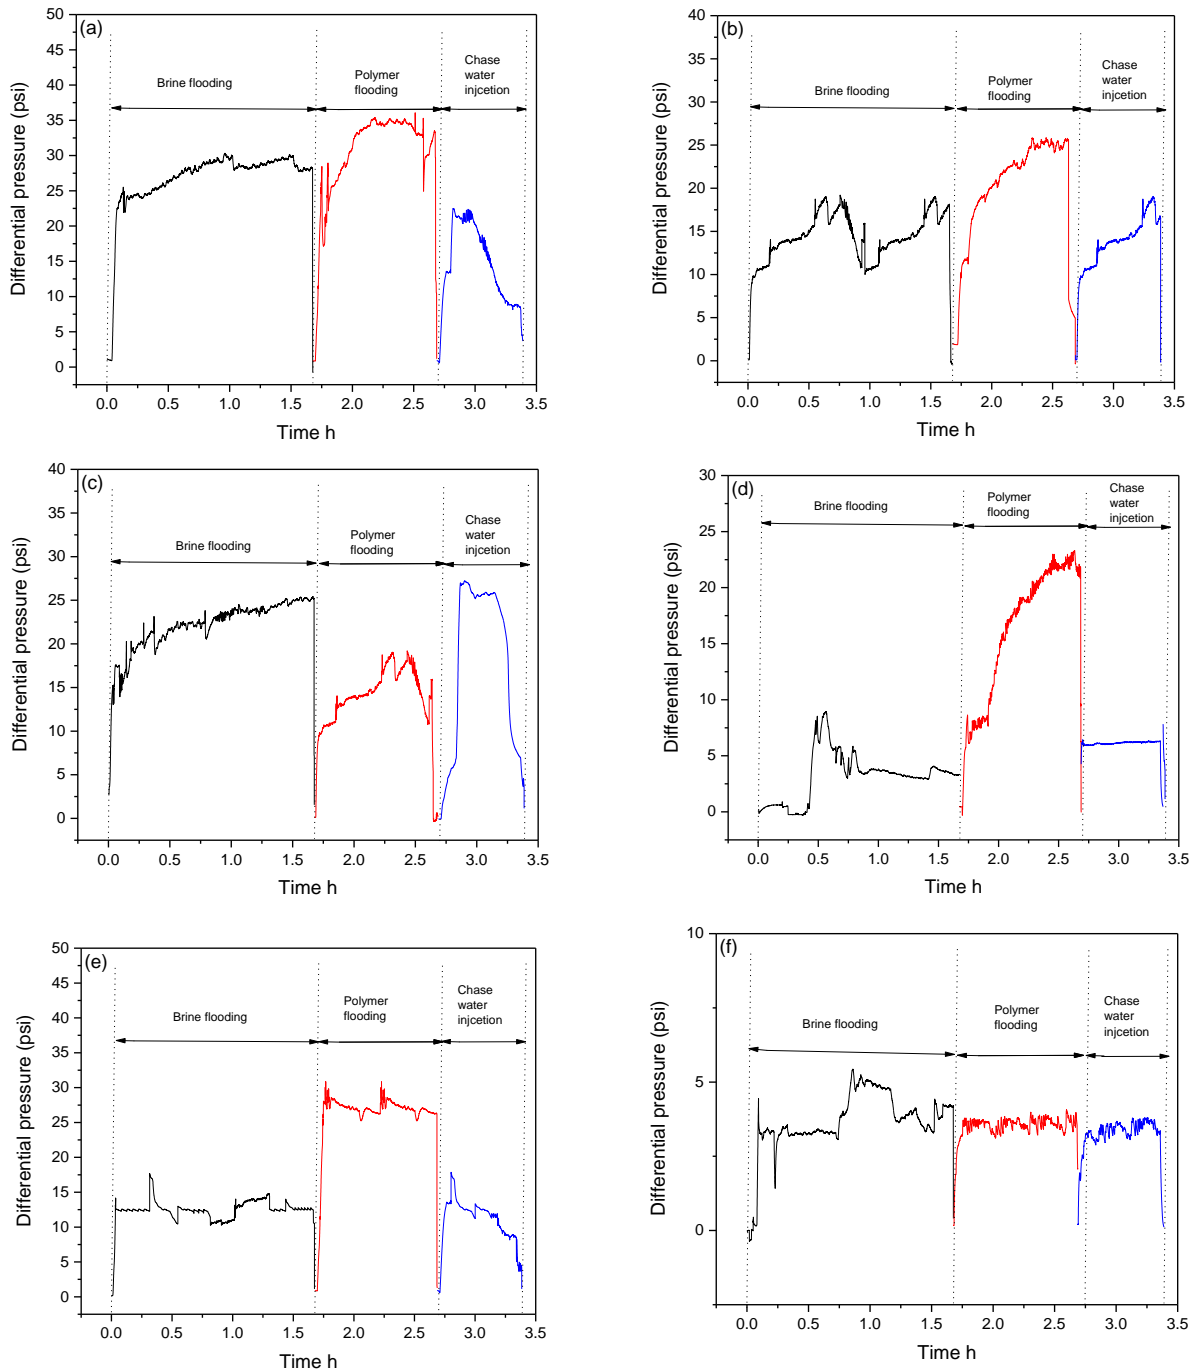 (a)
50
45
40
35
30
25
20
15
10
5
0
Differential pressure (psi)
Brine flooding
Polymer
flooding
Chase
water
injcetion
0.0 0.5 1.0 1.5 2.0 2.5 3.0 3.5
Time h
(b)
40
35
30
25
20
15
10
5
0
Differential pressure (psi)
Brine flooding
Polymer
flooding
Chase
water
injcetion
0.0 0.5 1.0 1.5 2.0 2.5 3.0 3.5
Time h
(c)
40
35
30
25
20
15
10
5
0
Differential pressure (psi)
Brine flooding
Polymer
flooding
Chase
water
injcetion
0.0 0.5 1.0 1.5 2.0 2.5 3.0 3.5
Time h
(d)
30
25
20
15
10
5
0
Differential pressure (psi)
Brine flooding
Polymer
flooding
Chase
water
injcetion
0.0 0.5 1.0 1.5 2.0 2.5 3.0 3.5
Time h
(e)
50
45
40
35
30
25
20
15
10
5
0
Differential pressure (psi)
Brine flooding
Polymer
flooding
Chase
water
injcetion
0.0 0.5 1.0 1.5 2.0 2.5 3.0 3.5
Time h
(f)
10
5
0
Differential pressure (psi)
Brine flooding
Polymer
flooding
Chase
water
injcetion
0.0 0.5 1.0 1.5 2.0 2.5 3.0 3.5
Time h